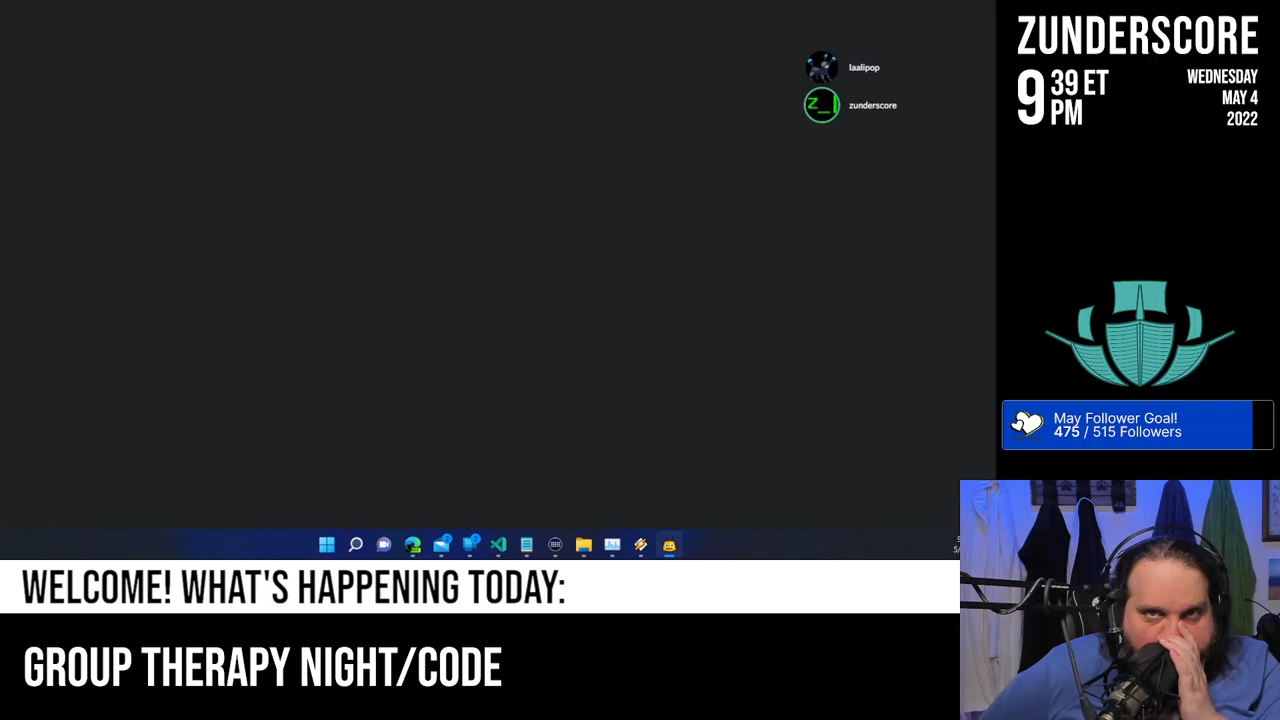 laalipop
zunderscore
ZUNDERSCORE
9 39 ET
PM
WEDNESDAY
MAY 4
2022
May Follower Goal!
475 / 515 Followers
WELCOME! WHAT'S HAPPENING TODAY:
GROUP THERAPY NIGHT/CODE